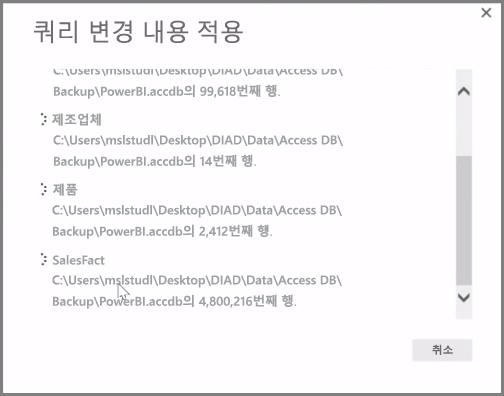 쿼리 변경 내용 적용
C:\Users\mslstudl\Desktop\DIAD\Data\Access DB\
Backup\PowerBI.accdb의 99,618번째 행.
제조업체
C:\Users\mslstudl\Desktop\DIAD\Data\Access DB\
Backup\PowerBI.accdb의 14번째 행.
제품
C:\Users\mslstudl\Desktop\DIAD\Data\Access DB\
Backup\PowerBI.accdb의 2,412번째 행.
SalesFact
C:\Users\mslstudl\Desktop\DIAD\Data\Access DB\
Backup\PowerBI.accdb의 4,800,216번째 행.
취소